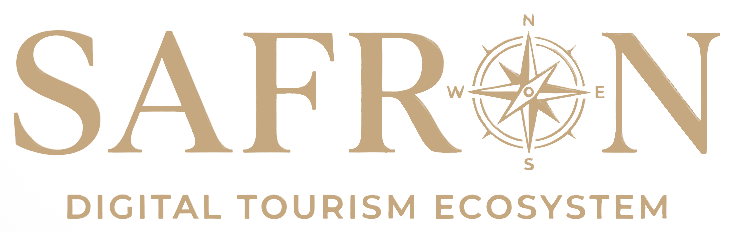 N
SAFRON
W E
S
DIGITAL TOURISM ECOSYSTEM